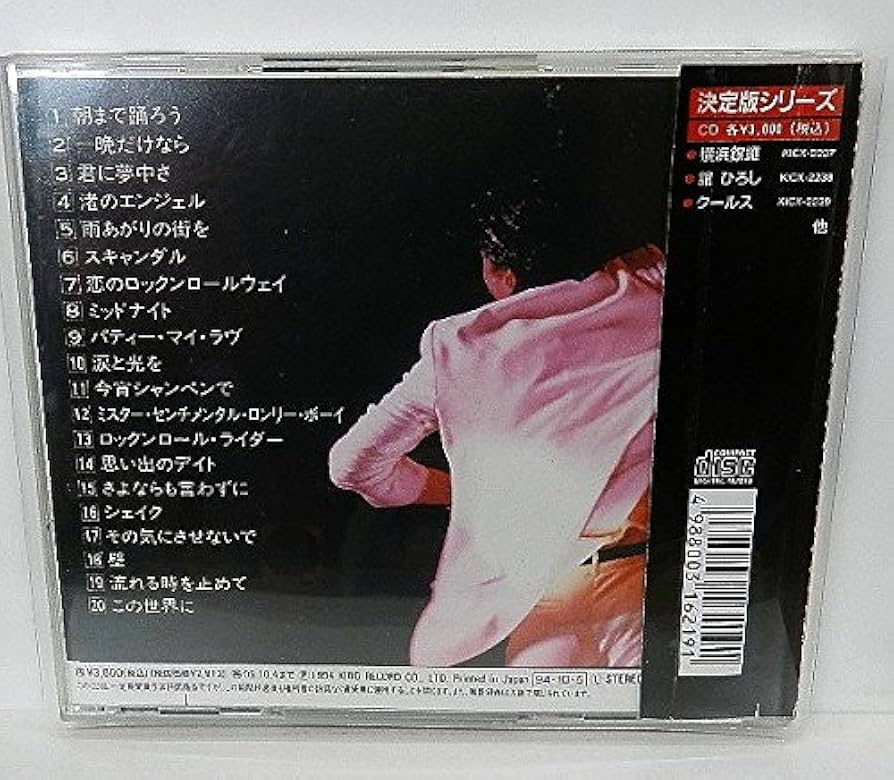 1 朝まで踊ろう
2 一晩だけなら
3 君に夢中さ
4 渚のエンジェル
5 雨あがりの街を
6 スキャンダル
7 恋のロックンロールウェイ
8 ミッドナイト
9 パティー・マイ・ラヴ
10 涙と光を
11 今宵シャンペンで
12 ミスター・センチメンタル・ロンリー・ボーイ
13 ロックンロール・ライダー
14 思い出のデイト
15 さよならも言わずに
16 シェイク
17 その気にさせないで
18 壁
19 流れる時を止めて
20 この世界に
決定版シリーズ
CD 各¥3,000(税込)
●横浜銀蝿 KICX-2237
●舘 ひろし KICX-2238
●クールス KICX-2239
他
COMPACT
disc
DIGITAL AUDIO
4988003162191
KING RECORD CO., LTD. Printed in Japan 94-10-5 L STEREO